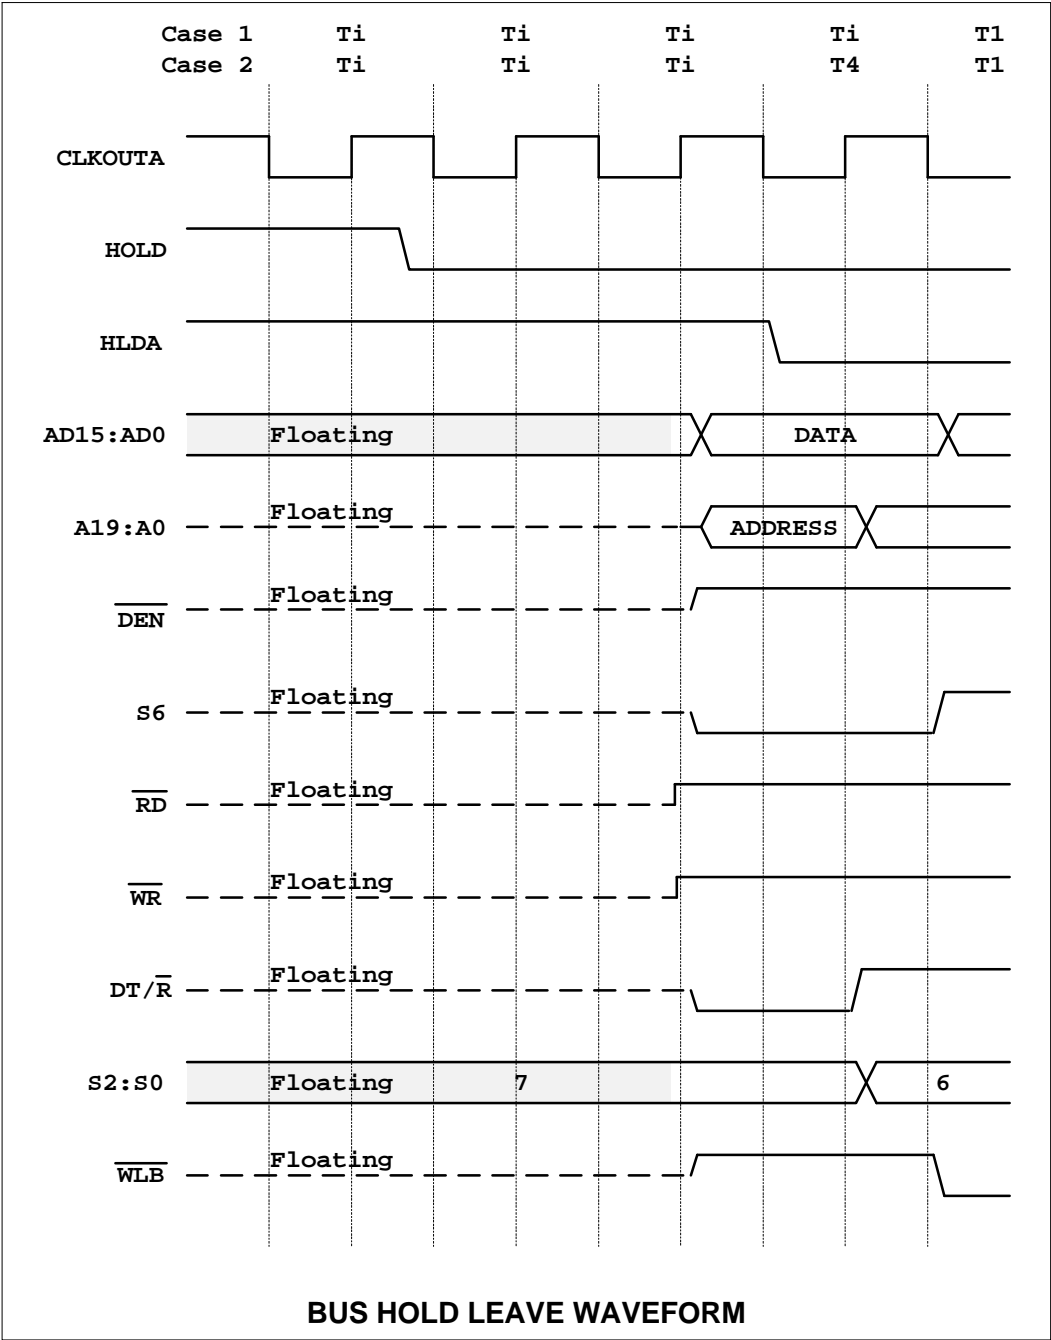 Case 1 Ti Ti Ti Ti T1
Case 2 Ti Ti Ti T4 T1
CLKOUTA
HOLD
HLDA
AD15:AD0 Floating DATA
A19:A0 Floating ADDRESS
DEN Floating
S6 Floating
RD Floating
WR Floating
DT/R Floating
S2:S0 Floating 7 6
WLB Floating
BUS HOLD LEAVE WAVEFORM